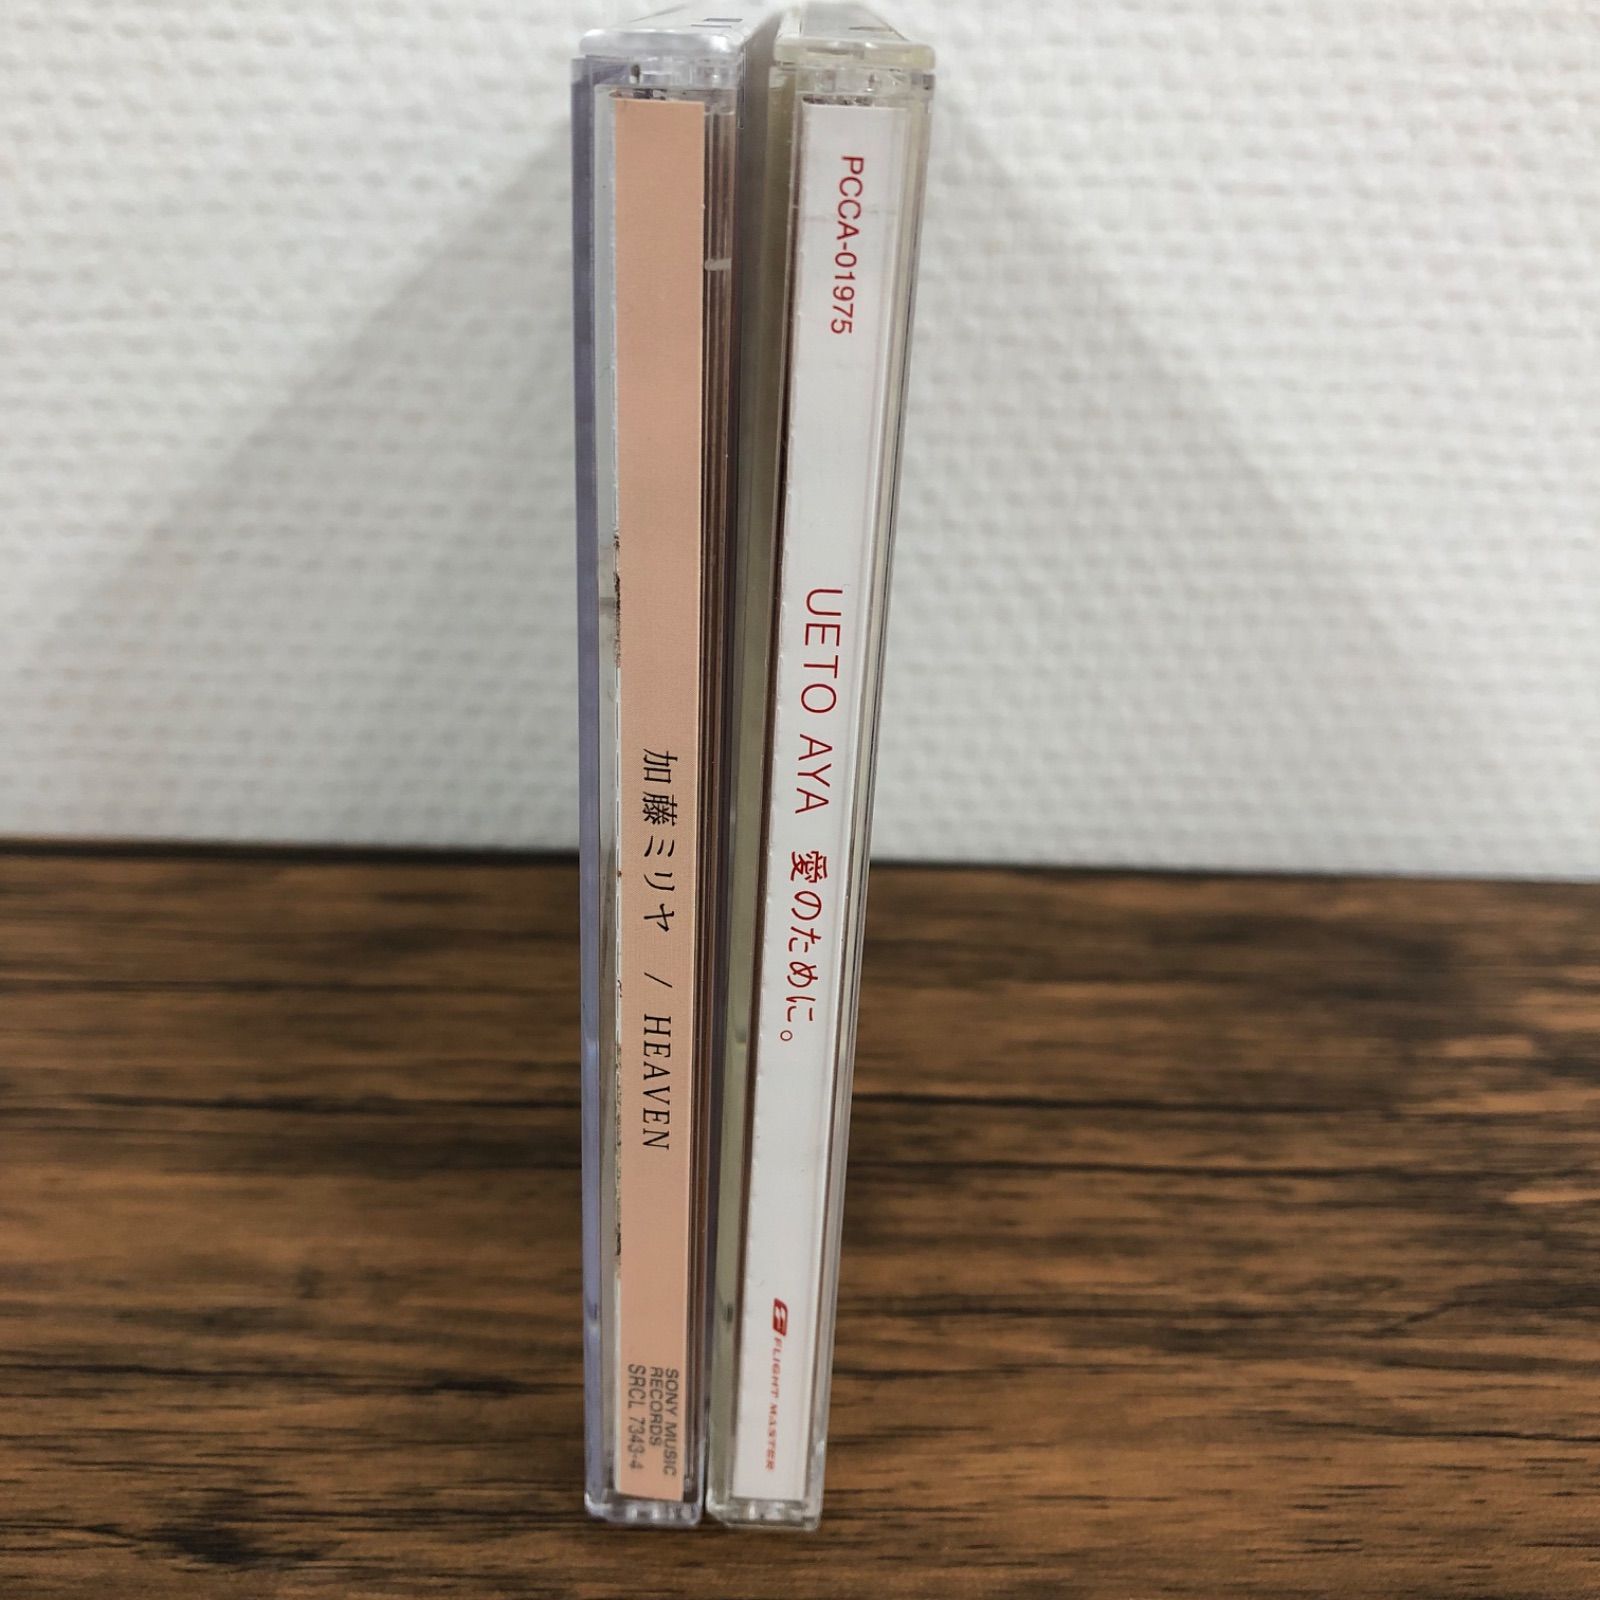 加藤ミリヤ / HEAVEN
SONY MUSIC
RECORDS
SRCL 7343-4
PCCA-01975
UETO AYA 愛のために。
FLIGHT MASTER